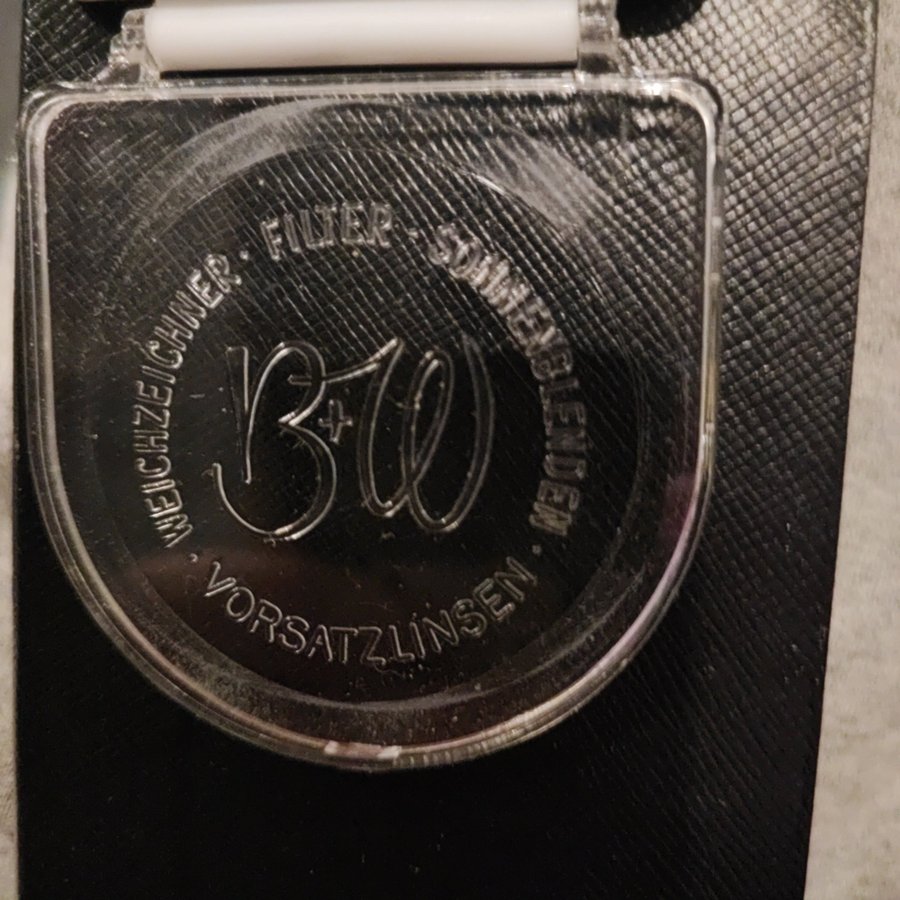 WEICHZEICHNER · FILTER · SONNENBLENDEN · VORSATZLINSEN ·
B+W